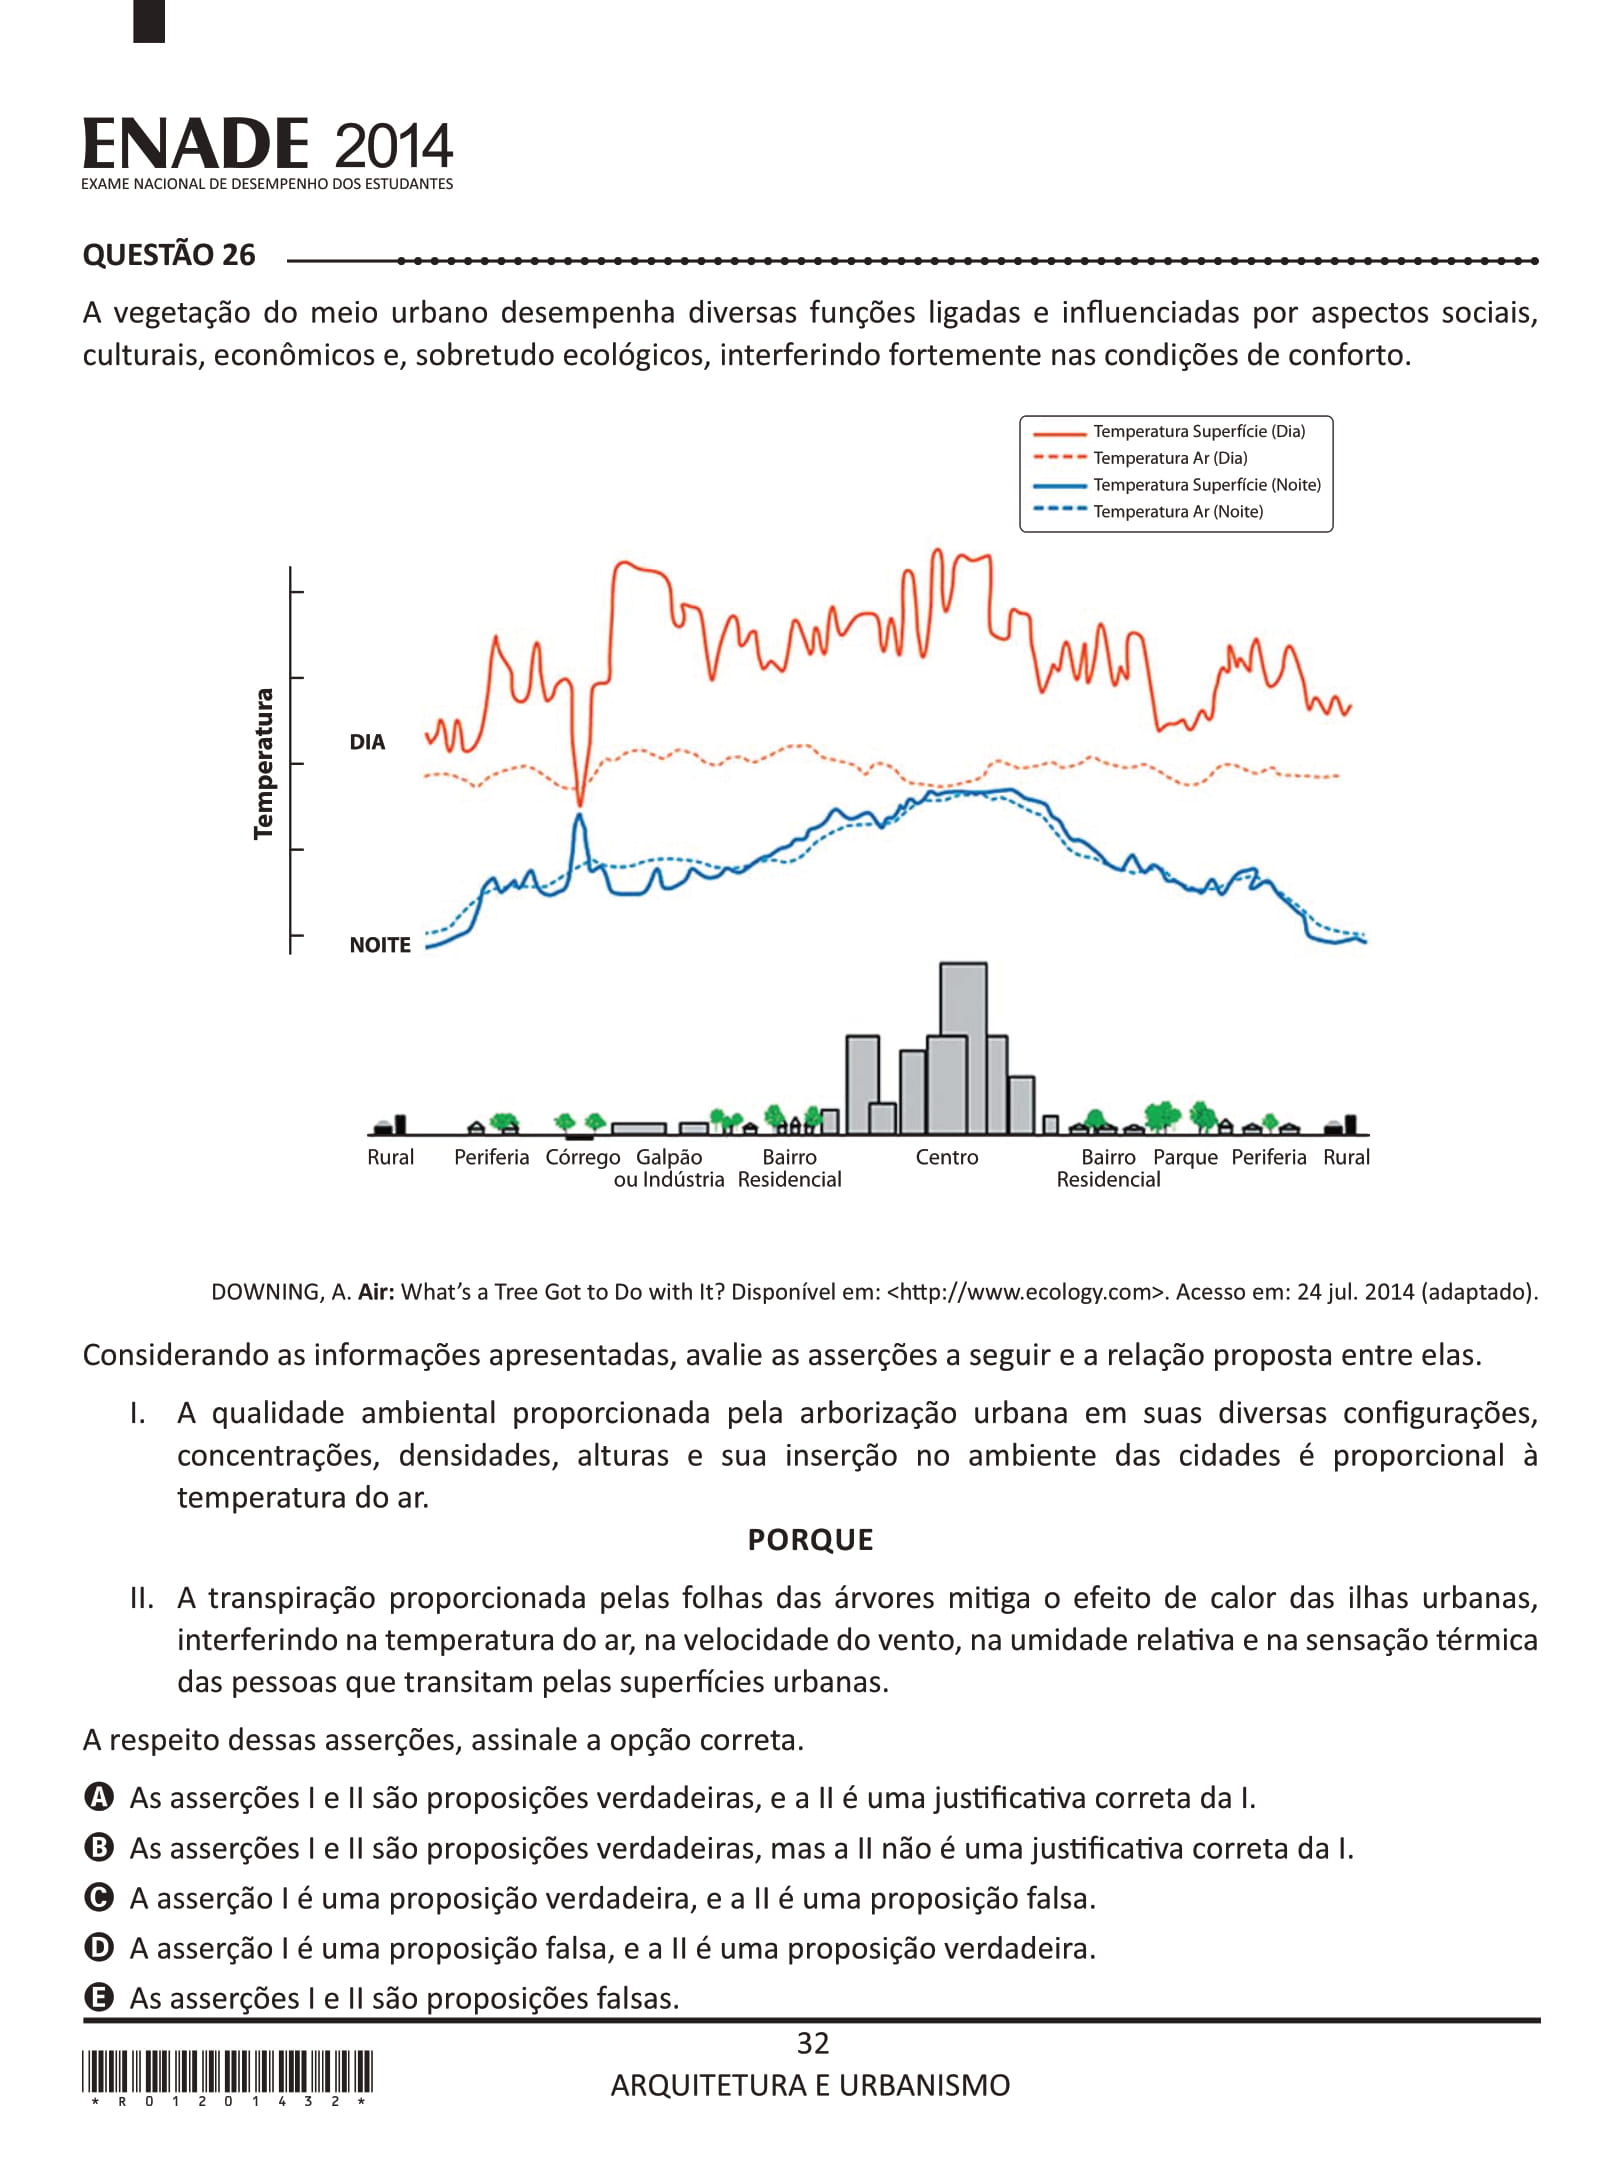 ENADE 2014
EXAME NACIONAL DE DESEMPENHO DOS ESTUDANTES
QUESTÃO 26
A vegetação do meio urbano desempenha diversas funções ligadas e influenciadas por aspectos sociais,
culturais, econômicos e, sobretudo ecológicos, interferindo fortemente nas condições de conforto.
Temperatura Superfície (Dia)
Temperatura Ar (Dia)
Temperatura Superfície (Noite)
Temperatura Ar (Noite)
Temperatura
DIA
NOITE
Rural Periferia Córrego Galpão Bairro Centro Bairro Parque Periferia Rural
ou Indústria Residencial Residencial
DOWNING, A. Air: What's a Tree Got to Do with It? Disponível em: <http://www.ecology.com>. Acesso em: 24 jul. 2014 (adaptado).
Considerando as informações apresentadas, avalie as asserções a seguir e a relação proposta entre elas.
I. A qualidade ambiental proporcionada pela arborização urbana em suas diversas configurações,
concentrações, densidades, alturas e sua inserção no ambiente das cidades é proporcional à
temperatura do ar.
PORQUE
II. A transpiração proporcionada pelas folhas das árvores mitiga o efeito de calor das ilhas urbanas,
interferindo na temperatura do ar, na velocidade do vento, na umidade relativa e na sensação térmica
das pessoas que transitam pelas superfícies urbanas.
A respeito dessas asserções, assinale a opção correta.
A As asserções I e II são proposições verdadeiras, e a II é uma justificativa correta da I.
B As asserções I e II são proposições verdadeiras, mas a II não é uma justificativa correta da I.
C A asserção I é uma proposição verdadeira, e a II é uma proposição falsa.
D A asserção I é uma proposição falsa, e a II é uma proposição verdadeira.
E As asserções I e II são proposições falsas.
32
ARQUITETURA E URBANISMO
* R 0 1 2 0 1 4 3 2 *